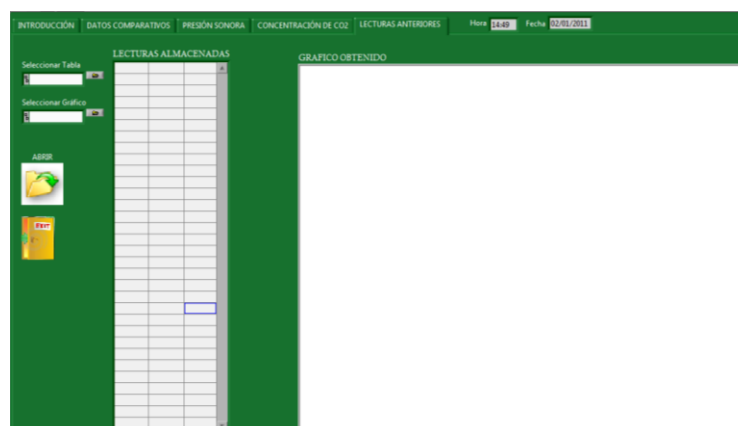 INTRODUCCIÓN DATOS COMPARATIVOS PRESIÓN SONORA CONCENTRACIÓN DE CO2 LECTURAS ANTERIORES Hora 14:49 Fecha 02/01/2011
LECTURAS ALMACENADAS
GRAFICO OBTENIDO
Seleccionar Tabla
Seleccionar Gráfico
ABRIR
EXIT